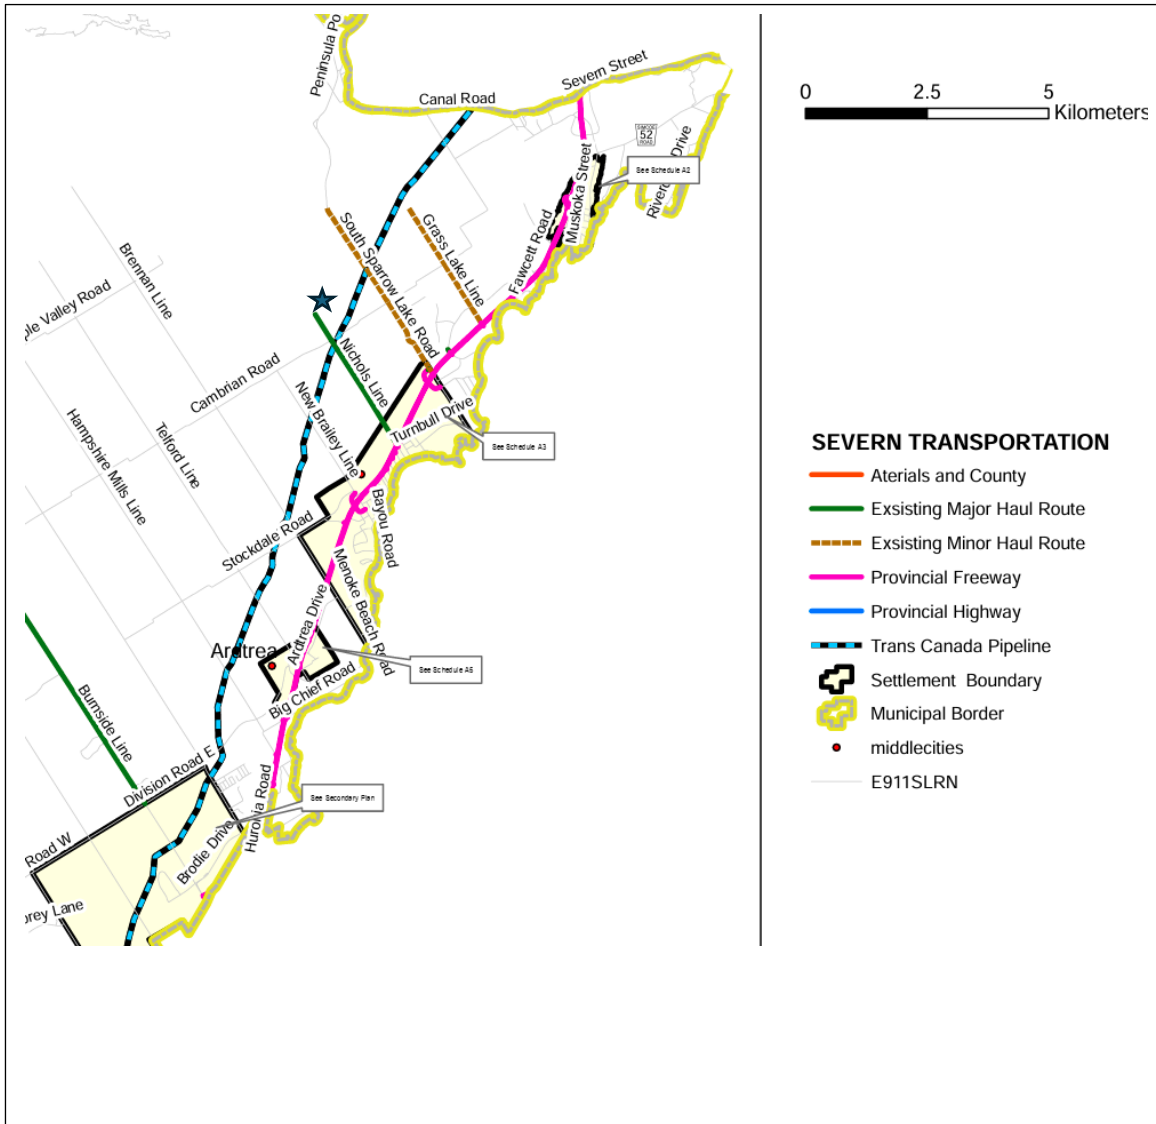 Peninsula Po
Canal Road
Severn Street
SIMCOE
52
ROAD
Riverd Drive
See Schedule A2
Muskoka Street
Fawcett Road
Grass Lake Line
South Sparrow Lake Road
Brennan Line
ple Valley Road
Nichols Line
Cambrian Road
New Brailey Line
Turnbull Drive
See Schedule A3
Hampshire Mills Line
Telford Line
Bayou Road
Stockdale Road
Menoke Beach Road
Ardtrea Drive
Ardtrea
See Schedule A5
Big Chief Road
Burnside Line
Division Road E
Huronia Road
See Secondary Plan
Brodie Drive
Road W
orey Lane
0 2.5 5
Kilometers
SEVERN TRANSPORTATION
Aterials and County
Exsisting Major Haul Route
Exsisting Minor Haul Route
Provincial Freeway
Provincial Highway
Trans Canada Pipeline
Settlement Boundary
Municipal Border
middlecities
E911SLRN